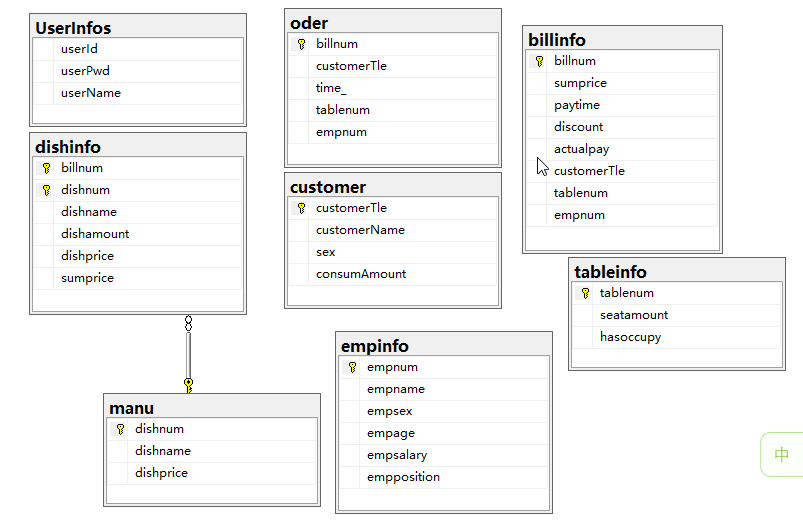 UserInfos
userId
userPwd
userName
oder
billnum
customerTle
time_
tablenum
empnum
billinfo
billnum
sumprice
paytime
discount
actualpay
customerTle
tablenum
empnum
dishinfo
billnum
dishnum
dishname
dishamount
dishprice
sumprice
customer
customerTle
customerName
sex
consumAmount
tableinfo
tablenum
seatamount
hasoccupy
empinfo
empnum
empname
empsex
empage
empsalary
empposition
manu
dishnum
dishname
dishprice
中